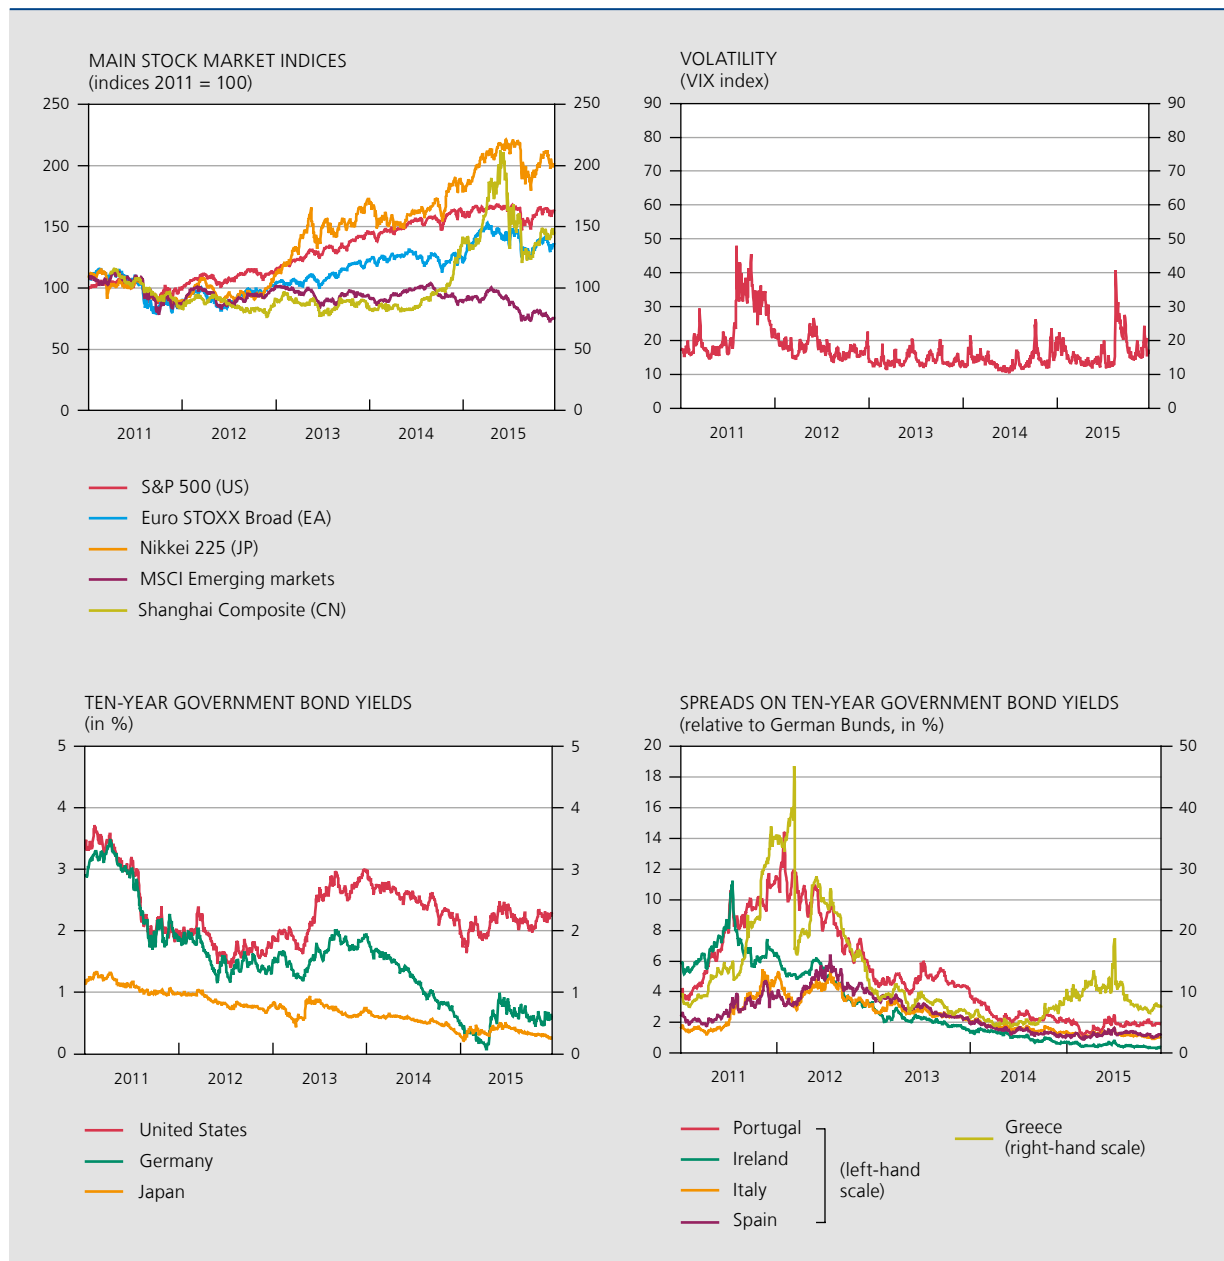 MAIN STOCK MARKET INDICES
(indices 2011 = 100)
250 250
200 200
150 150
100 100
50 50
0 0
2011 2012 2013 2014 2015
S&P 500 (US)
Euro STOXX Broad (EA)
Nikkei 225 (JP)
MSCI Emerging markets
Shanghai Composite (CN)
VOLATILITY
(VIX index)
90 90
80 80
70 70
60 60
50 50
40 40
30 30
20 20
10 10
0 0
2011 2012 2013 2014 2015
TEN-YEAR GOVERNMENT BOND YIELDS
(in %)
5 5
4 4
3 3
2 2
1 1
0 0
2011 2012 2013 2014 2015
United States
Germany
Japan
SPREADS ON TEN-YEAR GOVERNMENT BOND YIELDS
(relative to German Bunds, in %)
20 50
18
16 40
14
12 30
10
8 20
6
4 10
2
0 0
2011 2012 2013 2014 2015
Portugal
Ireland
Italy
Spain
(left-hand
scale)
Greece
(right-hand scale)